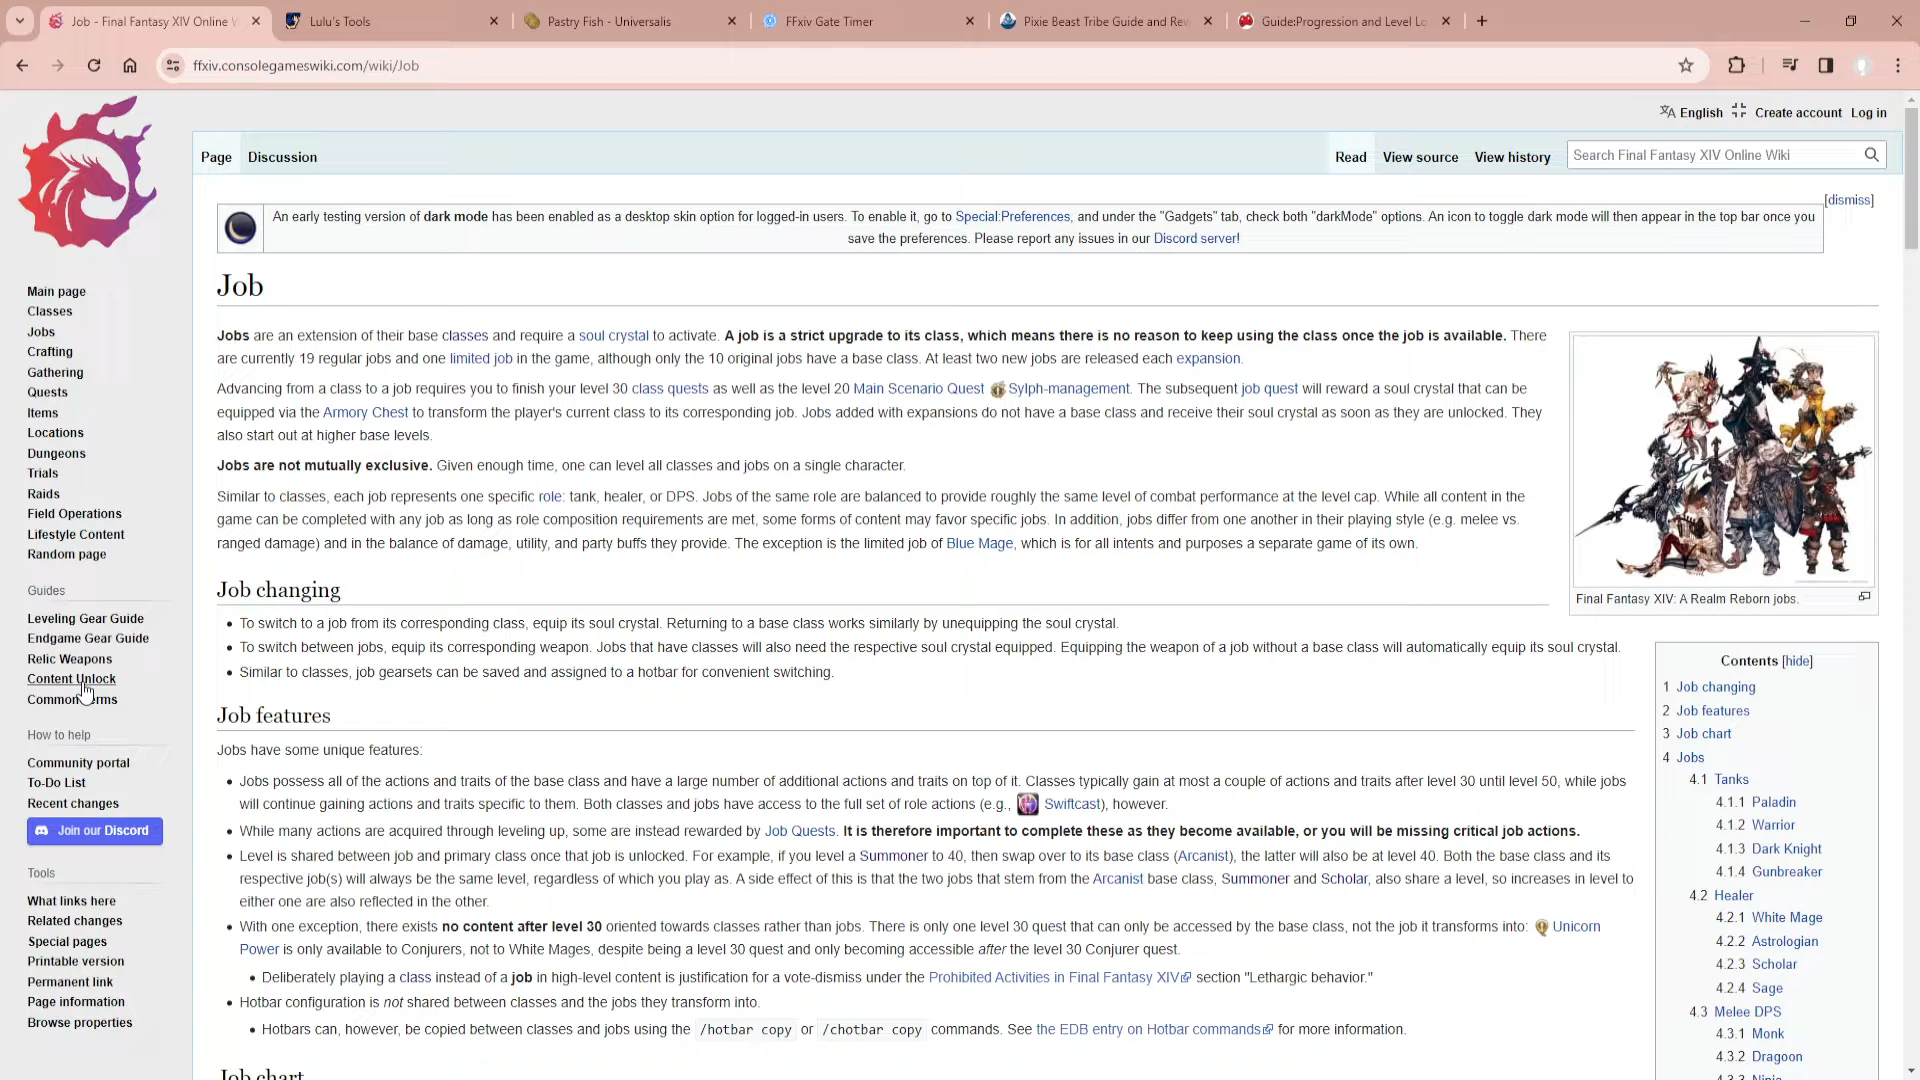 Job - Final Fantasy XIV Online W
Lulu's Tools
Pastry Fish - Universalis
FFxiv Gate Timer
Pixie Beast Tribe Guide and Rev
Guide:Progression and Level Lo
ffxiv.consolegameswiki.com/wiki/Job
English
Create account
Log in
Page
Discussion
Read
View source
View history
Search Final Fantasy XIV Online Wiki
[dismiss]
An early testing version of dark mode has been enabled as a desktop skin option for logged-in users. To enable it, go to Special:Preferences, and under the "Gadgets" tab, check both "darkMode" options. An icon to toggle dark mode will then appear in the top bar once you
save the preferences. Please report any issues in our Discord server!
Main page
Classes
Jobs
Crafting
Gathering
Quests
Items
Locations
Dungeons
Trials
Raids
Field Operations
Lifestyle Content
Random page
Guides
Leveling Gear Guide
Endgame Gear Guide
Relic Weapons
Content Unlock
Common
How to help
Community portal
To-Do List
Recent changes
Join our Discord
Tools
What links here
Related changes
Special pages
Printable version
Permanent link
Page information
Browse properties
Job
Jobs are an extension of their base classes and require a soul crystal to activate. A job is a strict upgrade to its class, which means there is no reason to keep using the class once the job is available. There
are currently 19 regular jobs and one limited job in the game, although only the 10 original jobs have a base class. At least two new jobs are released each expansion.
Advancing from a class to a job requires you to finish your level 30 class quests as well as the level 20 Main Scenario Quest Sylph-management. The subsequent job quest will reward a soul crystal that can be
equipped via the Armory Chest to transform the player's current class to its corresponding job. Jobs added with expansions do not have a base class and receive their soul crystal as soon as they are unlocked. They
also start out at higher base levels.
Jobs are not mutually exclusive. Given enough time, one can level all classes and jobs on a single character.
Similar to classes, each job represents one specific role: tank, healer, or DPS. Jobs of the same role are balanced to provide roughly the same level of combat performance at the level cap. While all content in the
game can be completed with any job as long as role composition requirements are met, some forms of content may favor specific jobs. In addition, jobs differ from one another in their playing style (e.g. melee vs.
ranged damage) and in the balance of damage, utility, and party buffs they provide. The exception is the limited job of Blue Mage, which is for all intents and purposes a separate game of its own.
Final Fantasy XIV: A Realm Reborn jobs.
Job changing
• To switch to a job from its corresponding class, equip its soul crystal. Returning to a base class works similarly by unequipping the soul crystal.
• To switch between jobs, equip its corresponding weapon. Jobs that have classes will also need the respective soul crystal equipped. Equipping the weapon of a job without a base class will automatically equip its soul crystal.
• Similar to classes, job gearsets can be saved and assigned to a hotbar for convenient switching.
Job features
Jobs have some unique features:
• Jobs possess all of the actions and traits of the base class and have a large number of additional actions and traits on top of it. Classes typically gain at most a couple of actions and traits after level 30 until level 50, while jobs
will continue gaining actions and traits specific to them. Both classes and jobs have access to the full set of role actions (e.g., Swiftcast), however.
• While many actions are acquired through leveling up, some are instead rewarded by Job Quests. It is therefore important to complete these as they become available, or you will be missing critical job actions.
• Level is shared between job and primary class once that job is unlocked. For example, if you level a Summoner to 40, then swap over to its base class (Arcanist), the latter will also be at level 40. Both the base class and its
respective job(s) will always be the same level, regardless of which you play as. A side effect of this is that the two jobs that stem from the Arcanist base class, Summoner and Scholar, also share a level, so increases in level to
either one are also reflected in the other.
• With one exception, there exists no content after level 30 oriented towards classes rather than jobs. There is only one level 30 quest that can only be accessed by the base class, not the job it transforms into: Unicorn
Power is only available to Conjurers, not to White Mages, despite being a level 30 quest and only becoming accessible after the level 30 Conjurer quest.
• Deliberately playing a class instead of a job in high-level content is justification for a vote-dismiss under the Prohibited Activities in Final Fantasy XIV section "Lethargic behavior."
• Hotbar configuration is not shared between classes and the jobs they transform into.
• Hotbars can, however, be copied between classes and jobs using the /hotbar copy or /chotbar copy commands. See the EDB entry on Hotbar commands for more information.
Job chart
Contents [hide]
1 Job changing
2 Job features
3 Job chart
4 Jobs
4.1 Tanks
4.1.1 Paladin
4.1.2 Warrior
4.1.3 Dark Knight
4.1.4 Gunbreaker
4.2 Healer
4.2.1 White Mage
4.2.2 Astrologian
4.2.3 Scholar
4.2.4 Sage
4.3 Melee DPS
4.3.1 Monk
4.3.2 Dragoon
4.3.3 Ninja